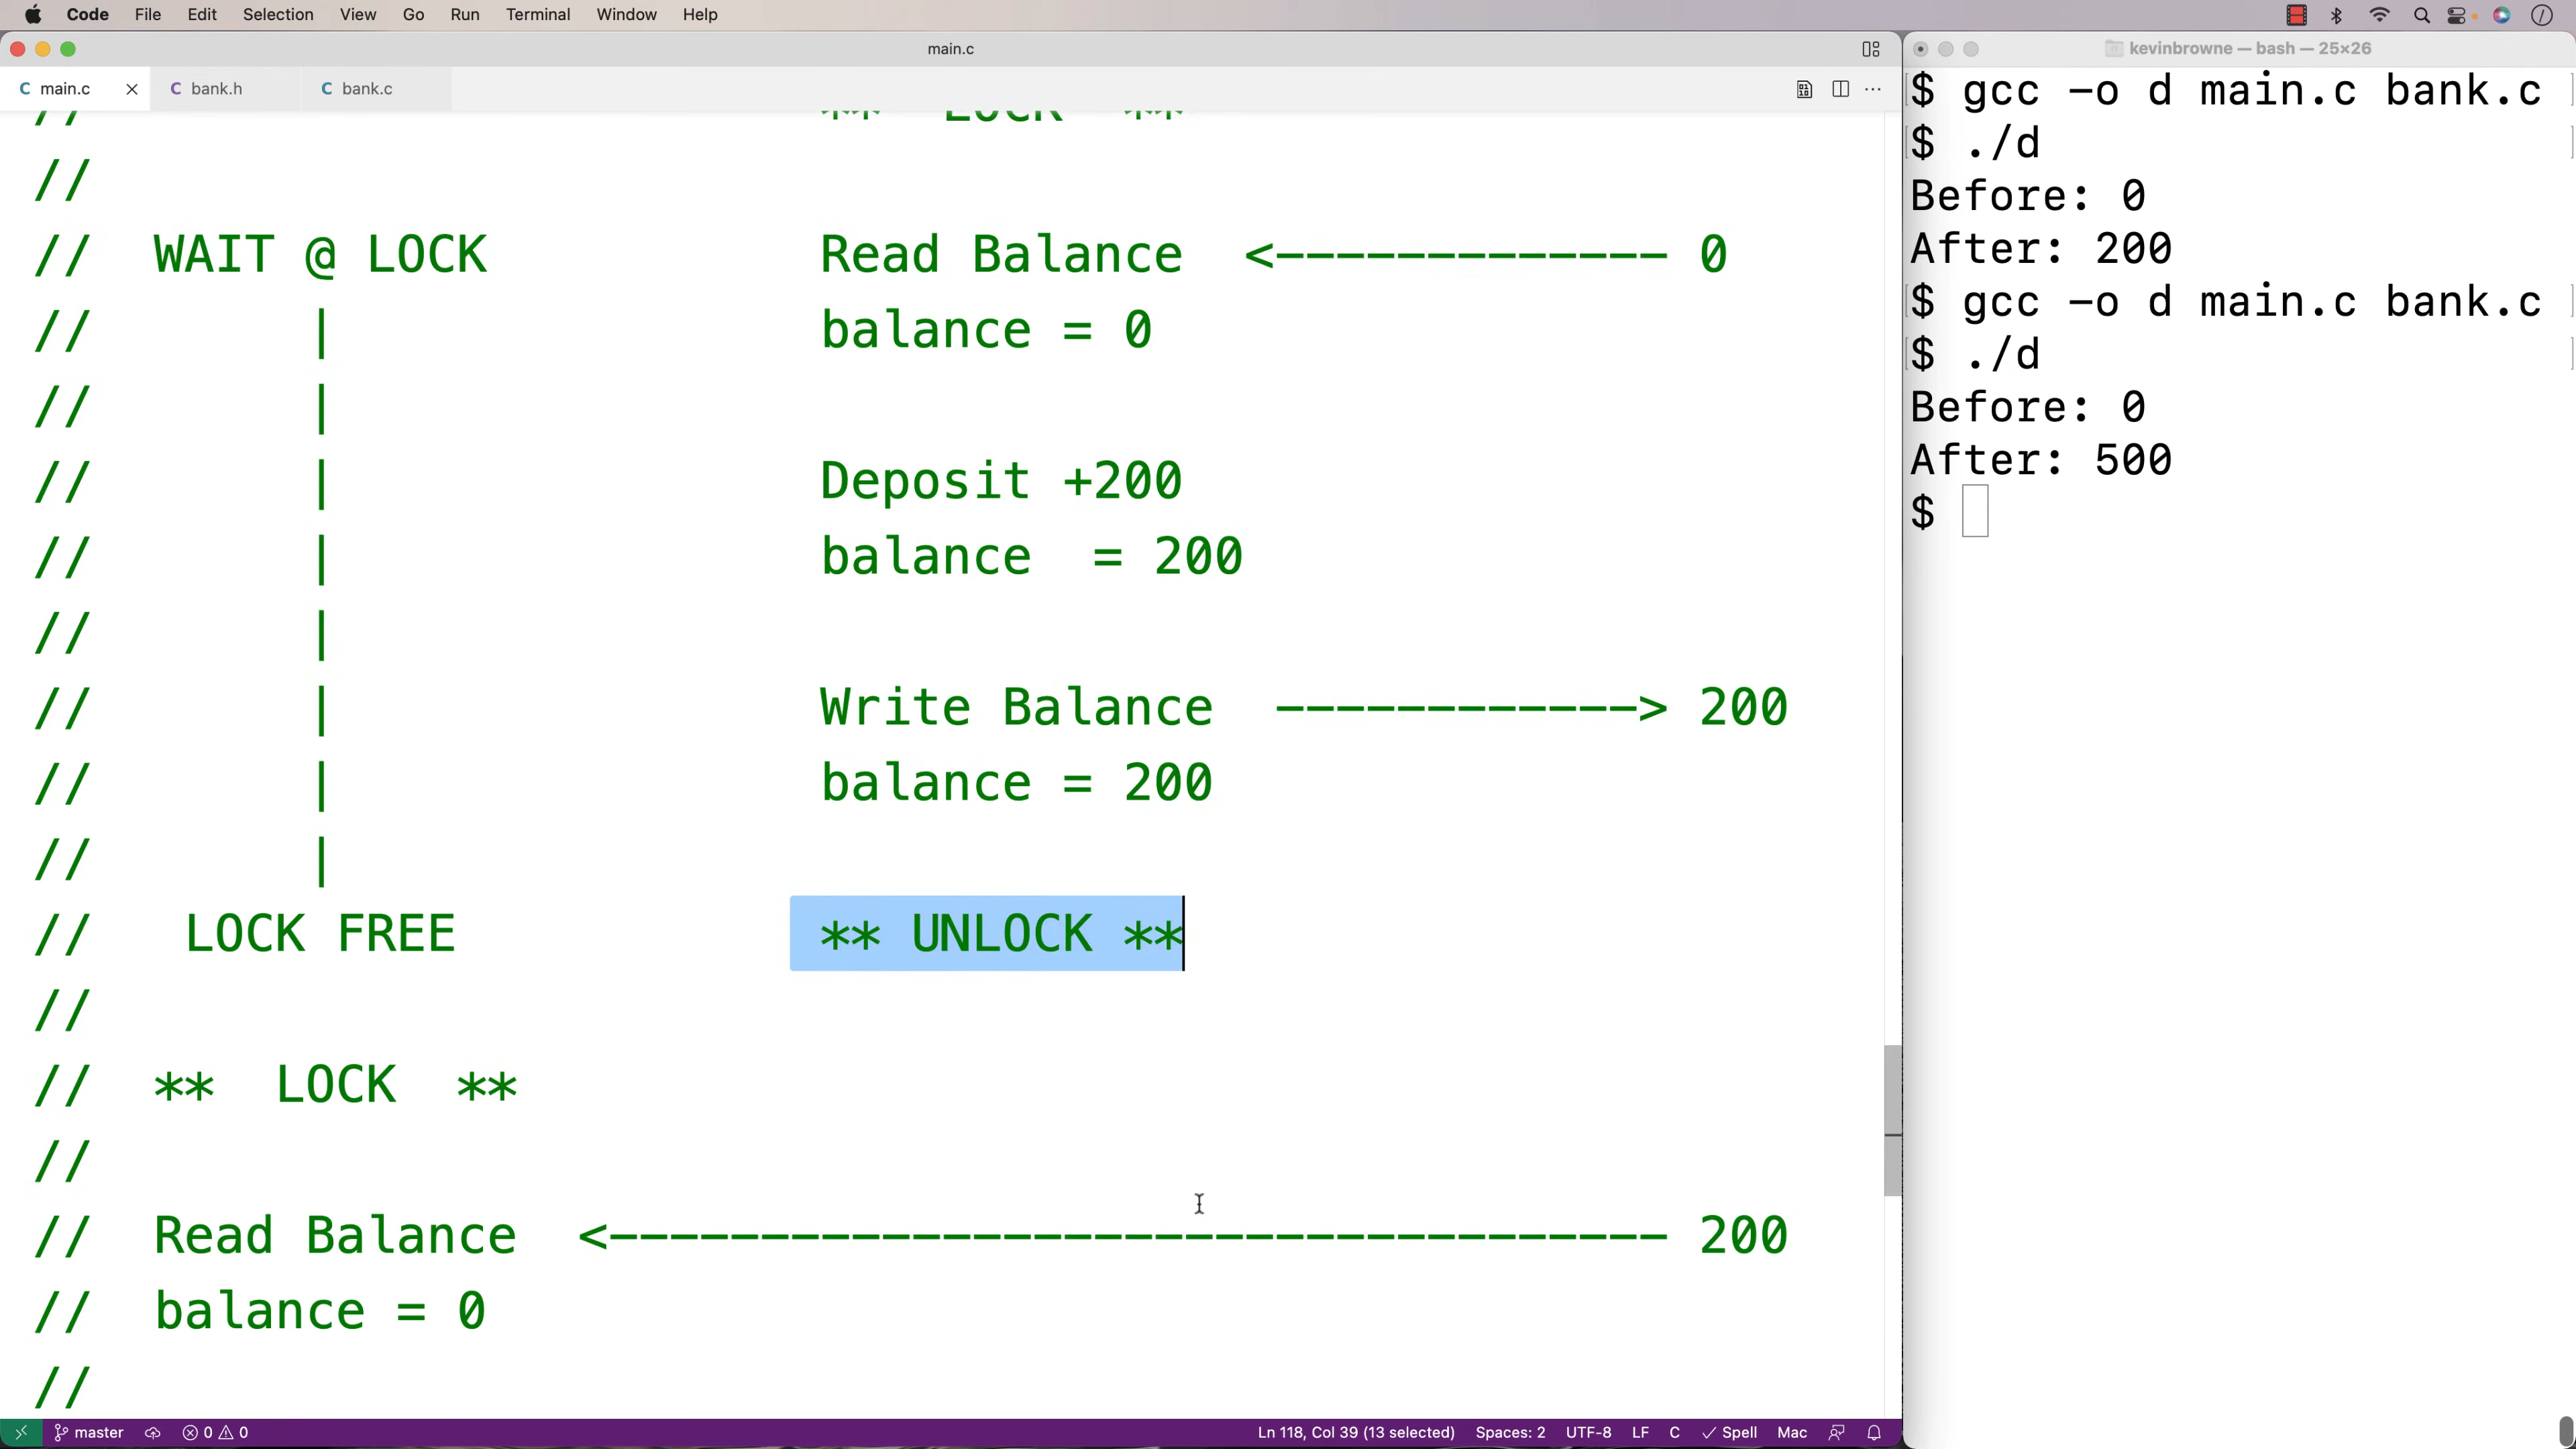 Code File Edit Selection View Go Run Terminal Window Help
main.c
kevinbrowne — bash — 25×26
C main.c × C bank.h C bank.c
// ** LOCK **
//
// WAIT @ LOCK Read Balance <------------- 0
// | balance = 0
// |
// | Deposit +200
// | balance  = 200
// |
// | Write Balance ------------> 200
// | balance = 200
// |
// LOCK FREE ** UNLOCK **
//
// ** LOCK **
//
// Read Balance <----------------------------------- 200
// balance = 0
//
master 0 0 Ln 118, Col 39 (13 selected) Spaces: 2 UTF-8 LF C Spell Mac
$ gcc -o d main.c bank.c
$ ./d
Before: 0
After: 200
$ gcc -o d main.c bank.c
$ ./d
Before: 0
After: 500
$